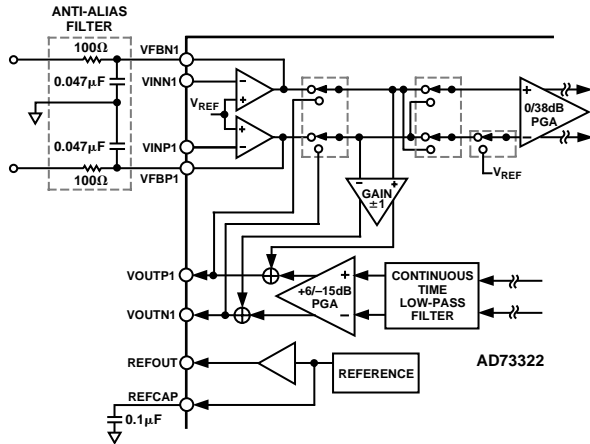 ANTI-ALIAS
FILTER
100Ω
VFBN1
0.047μF
VINN1
VREF
0.047μF
VINP1
100Ω
VFBP1
+
–
0/38dB
PGA
VREF
GAIN
±1
VOUTP1
+6/–15dB
PGA
CONTINUOUS
TIME
LOW-PASS
FILTER
VOUTN1
AD73322
REFOUT
REFERENCE
REFCAP
0.1μF